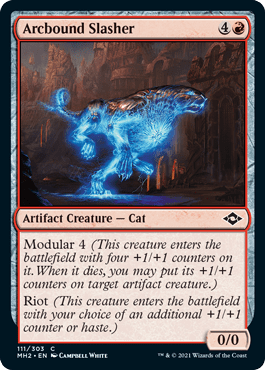 Arcbound Slasher 4
Artifact Creature — Cat
Modular 4 (This creature enters the
battlefield with four +1/+1 counters on
it. When it dies, you may put its +1/+1
counters on target artifact creature.)
Riot (This creature enters the battlefield
with your choice of an additional +1/+1
counter or haste.)
0/0
111/303 C
MH2 • EN CAMPBELL WHITE
™ & © 2021 Wizards of the Coast